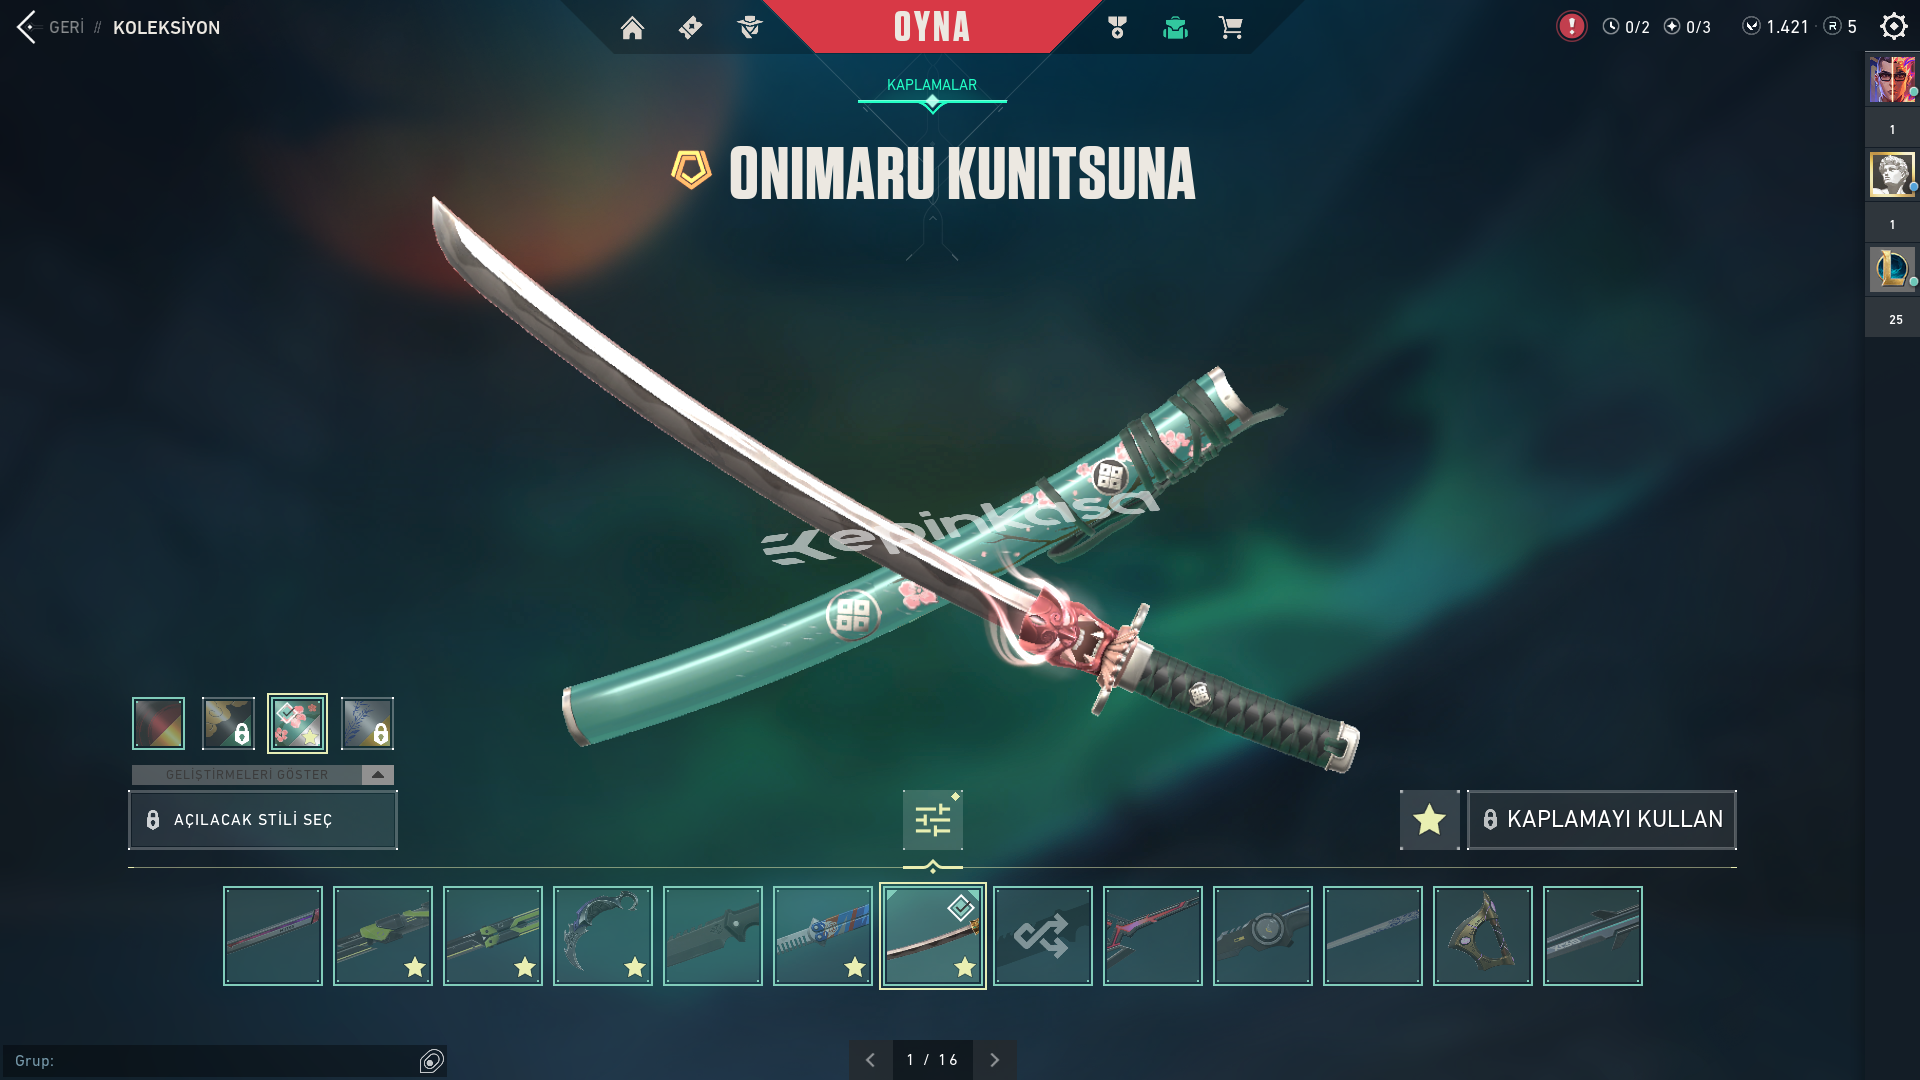 GERİ // KOLEKSİYON
OYNA
0/2
0/3
1.421
R 5
KAPLAMALAR
ONIMARU KUNITSUNA
1
1
25
epinkasa
GELİŞTİRMELERİ GÖSTER
AÇILACAK STİLİ SEÇ
KAPLAMAYI KULLAN
Grup:
1 / 16